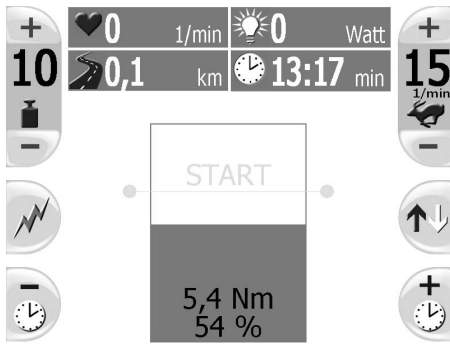 + 0 1/min 0 Watt +
10 0,1 km 13:17 min 15
1/min
− −
START
− +
5,4 Nm
54 %